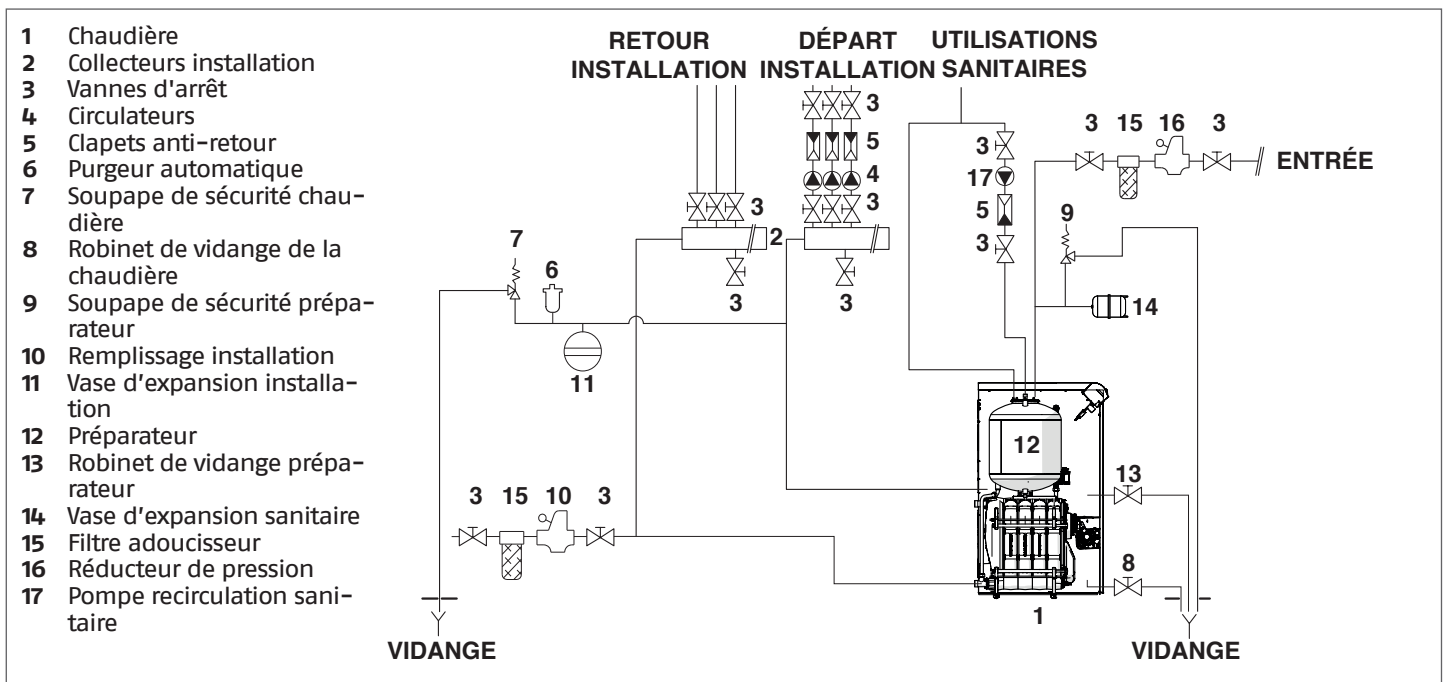 1 Chaudière
2 Collecteurs installation
3 Vannes d'arrêt
4 Circulateurs
5 Clapets anti-retour
6 Purgeur automatique
7 Soupape de sécurité chau-
dière
8 Robinet de vidange de la
chaudière
9 Soupape de sécurité prépa-
rateur
10 Remplissage installation
11 Vase d'expansion installa-
tion
12 Préparateur
13 Robinet de vidange prépa-
rateur
14 Vase d'expansion sanitaire
15 Filtre adoucisseur
16 Réducteur de pression
17 Pompe recirculation sani-
taire
RETOUR
INSTALLATION
DÉPART
INSTALLATION
UTILISATIONS
SANITAIRES
3
5
4
3
3
2
3
3
3
17
5
3
3 15 16 3
ENTRÉE
9
14
7
6
11
12
13
8
1
3 15 10 3
VIDANGE
VIDANGE